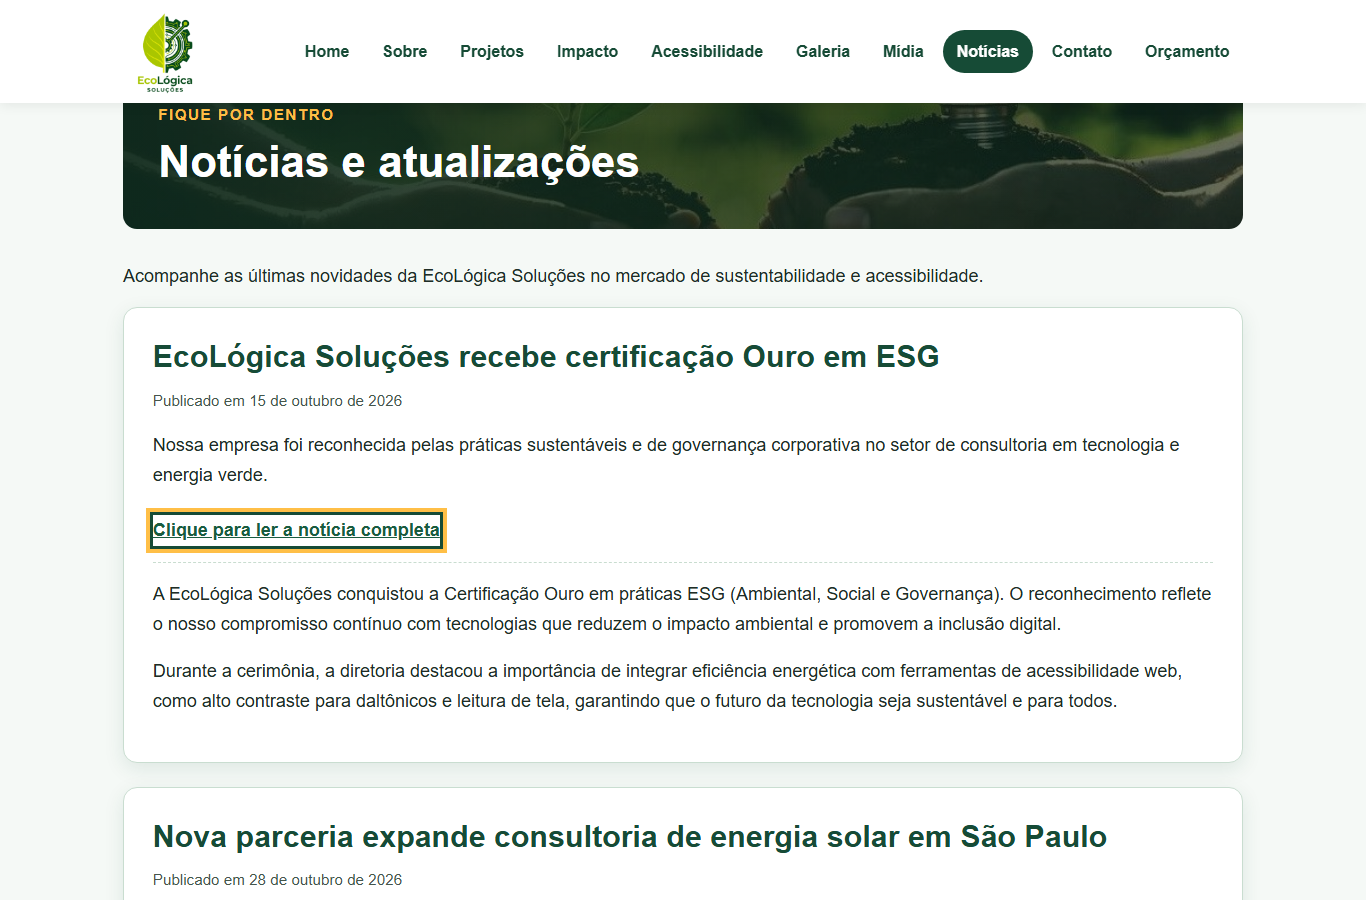 EcoLógica
SOLUÇÕES
Home Sobre Projetos Impacto Acessibilidade Galeria Mídia Notícias Contato Orçamento
FIQUE POR DENTRO
Notícias e atualizações
Acompanhe as últimas novidades da EcoLógica Soluções no mercado de sustentabilidade e acessibilidade.
EcoLógica Soluções recebe certificação Ouro em ESG
Publicado em 15 de outubro de 2026
Nossa empresa foi reconhecida pelas práticas sustentáveis e de governança corporativa no setor de consultoria em tecnologia e
energia verde.
Clique para ler a notícia completa
A EcoLógica Soluções conquistou a Certificação Ouro em práticas ESG (Ambiental, Social e Governança). O reconhecimento reflete
o nosso compromisso contínuo com tecnologias que reduzem o impacto ambiental e promovem a inclusão digital.
Durante a cerimônia, a diretoria destacou a importância de integrar eficiência energética com ferramentas de acessibilidade web,
como alto contraste para daltônicos e leitura de tela, garantindo que o futuro da tecnologia seja sustentável e para todos.
Nova parceria expande consultoria de energia solar em São Paulo
Publicado em 28 de outubro de 2026